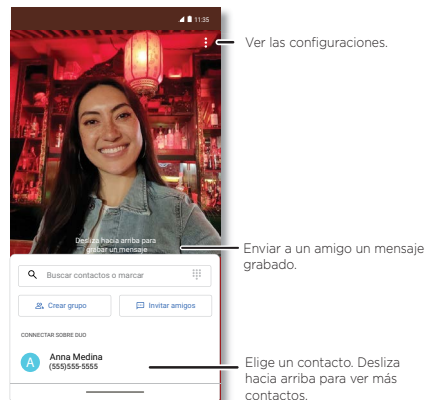 11:35
Ver las configuraciones.
Desliza hacia arriba para
grabar un mensaje
Enviar a un amigo un mensaje
grabado.
Buscar contactos o marcar
Crear grupo
Invitar amigos
CONNECTAR SOBRE DUO
A
Anna Medina
(555)555-5555
Elige un contacto. Desliza
hacia arriba para ver más
contactos.